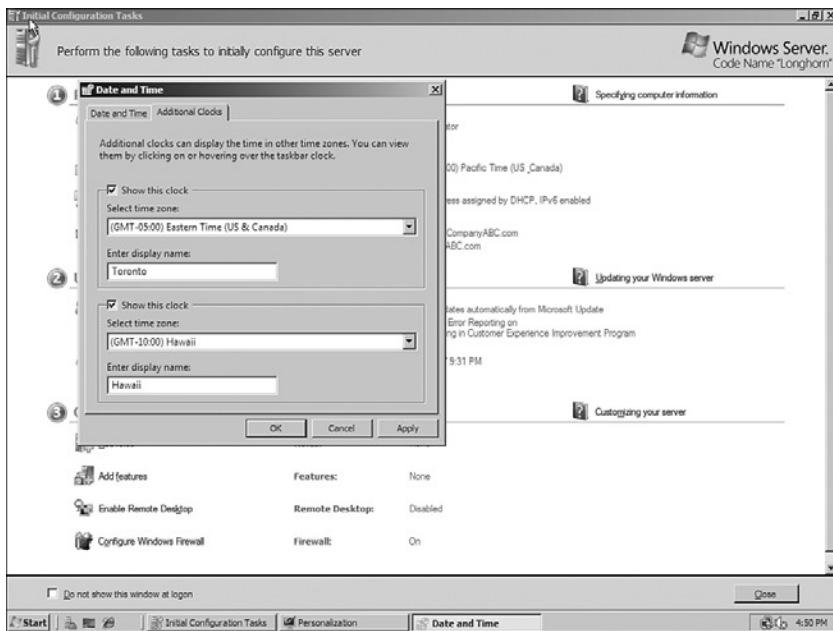 Initial Configuration Tasks
Perform the following tasks to initially configure this server
Windows Server.
Code Name "Longhorn"
Date and Time
Date and Time
Additional Clocks
Additional clocks can display the time in other time zones. You can view
them by clicking on or hovering over the taskbar clock.
Show this clock
Select time zone:
(GMT-05:00) Eastern Time (US & Canada)
Enter display name:
Toronto
Show this clock
Select time zone:
(GMT-10:00) Hawaii
Enter display name:
Hawaii
OK
Cancel
Apply
1
Specifying computer information
00) Pacific Time (US Canada)
ess assigned by DHCP, IPv6 enabled
CompanyABC.com
ABC.com
2
Updating your Windows server
dates automatically from Microsoft Update
Error Reporting on
ng in Customer Experience Improvement Program
9:31 PM
3
Customizing your server
Add features
Features:
None
Enable Remote Desktop
Remote Desktop:
Disabled
Configure Windows Firewall
Firewall:
On
Do not show this window at logon
Close
Start
Initial Configuration Tasks
Personalization
Date and Time
4:50 PM